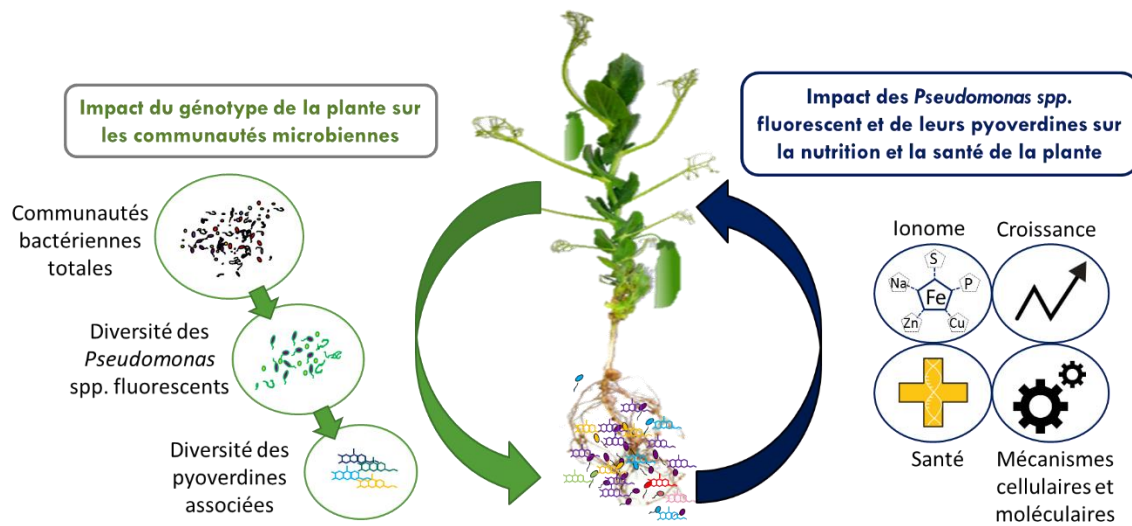 Impact du génotype de la plante sur
les communautés microbiennes
Communautés
bactériennes
totales
Diversité des
Pseudomonas
spp. fluorescents
Diversité des
pyoverdines
associées
Impact des Pseudomonas spp.
fluorescent et de leurs pyoverdines sur
la nutrition et la santé de la plante
Ionome
Croissance
S
Na
P
Fe
Zn
Cu
Santé
Mécanismes
cellulaires et
moléculaires